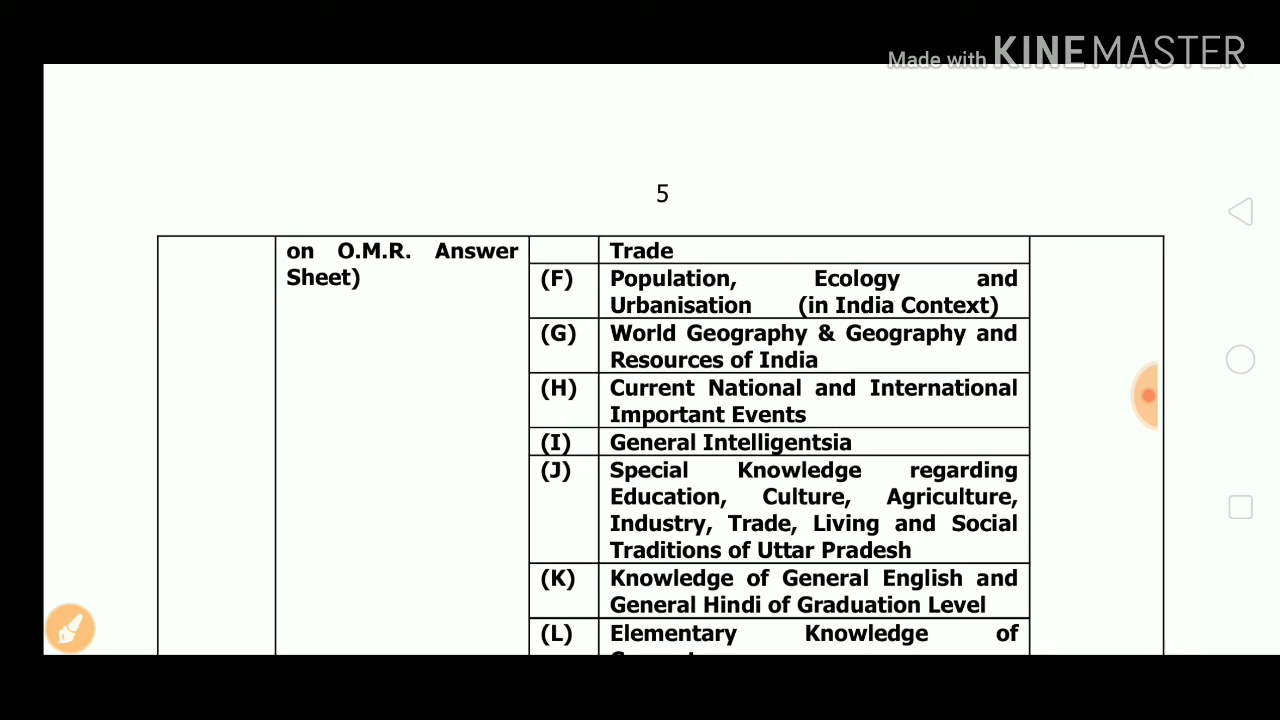 Made with KINEMASTER
5
on O.M.R. Answer
Sheet)
Trade
(F) Population, Ecology and
Urbanisation (in India Context)
(G) World Geography & Geography and
Resources of India
(H) Current National and International
Important Events
(I) General Intelligentsia
(J) Special Knowledge regarding
Education, Culture, Agriculture,
Industry, Trade, Living and Social
Traditions of Uttar Pradesh
(K) Knowledge of General English and
General Hindi of Graduation Level
(L) Elementary Knowledge of